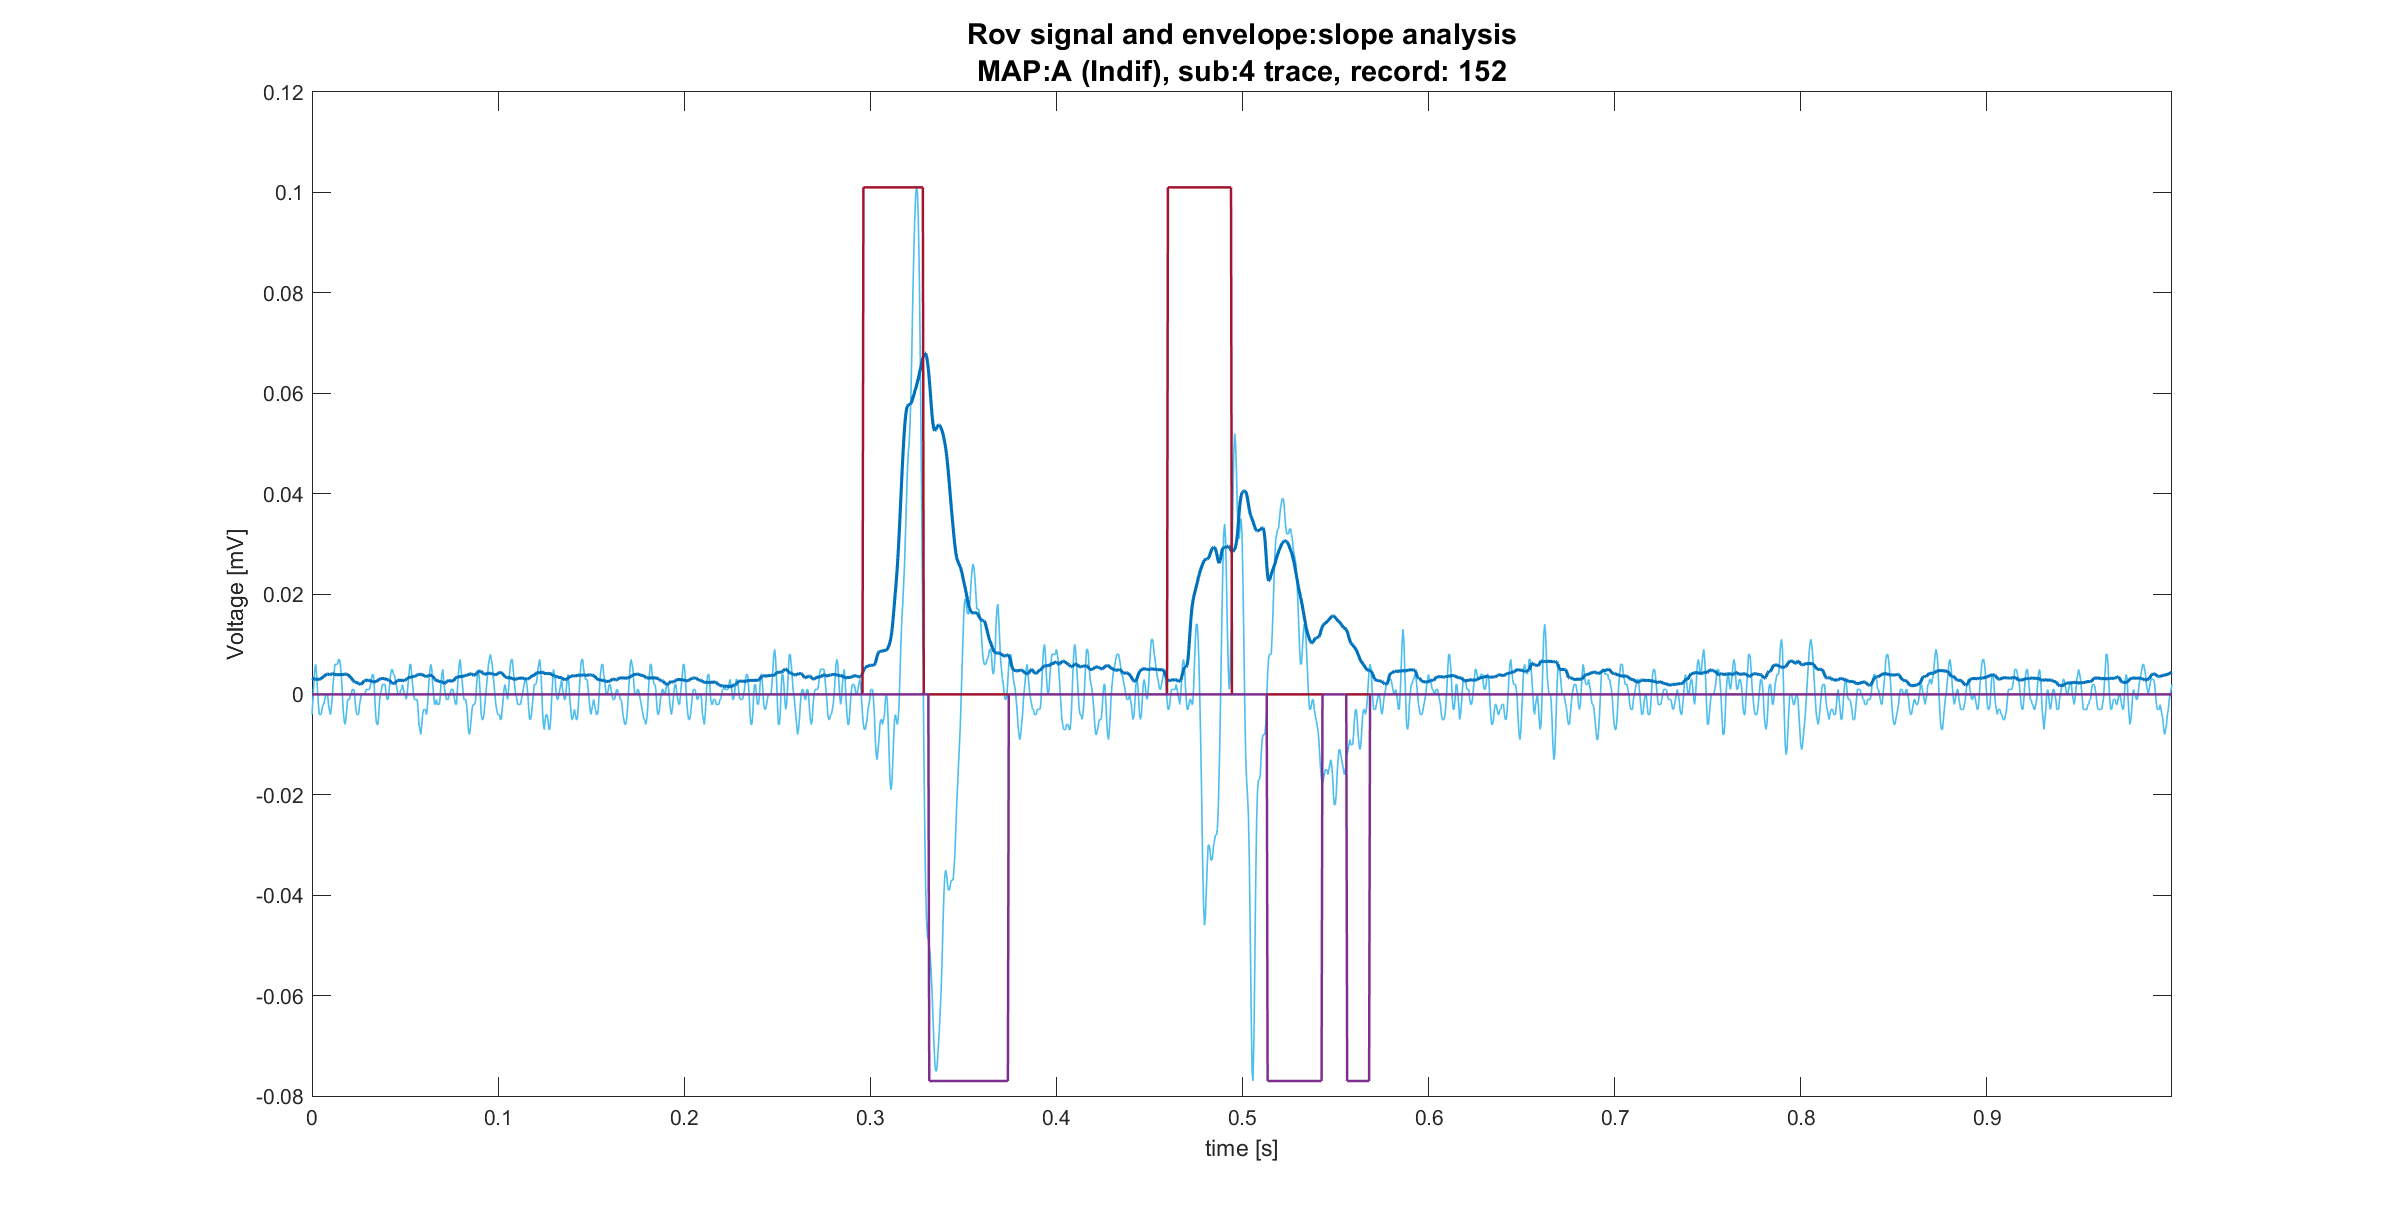 Rov signal and envelope:slope analysis
MAP:A (Indif), sub:4 trace, record: 152
0.12
0.1
0.08
0.06
0.04
0.02
0
-0.02
-0.04
-0.06
-0.08
Voltage [mV]
0 0.1 0.2 0.3 0.4 0.5 0.6 0.7 0.8 0.9
time [s]